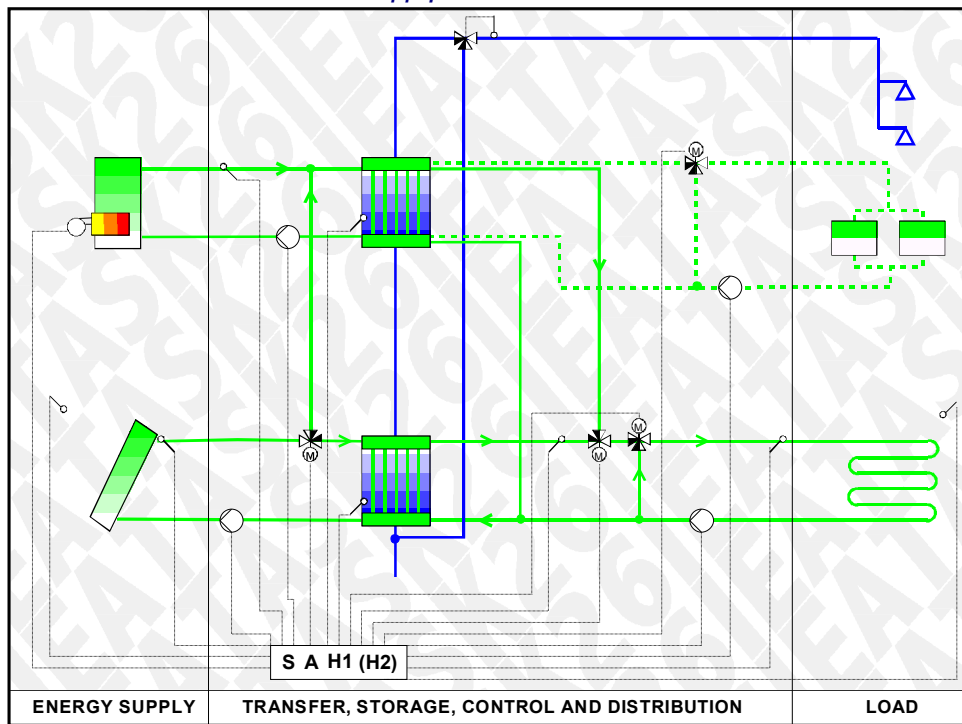 M
M
M
M
S A H1 (H2)
ENERGY SUPPLY
TRANSFER, STORAGE, CONTROL AND DISTRIBUTION
LOAD